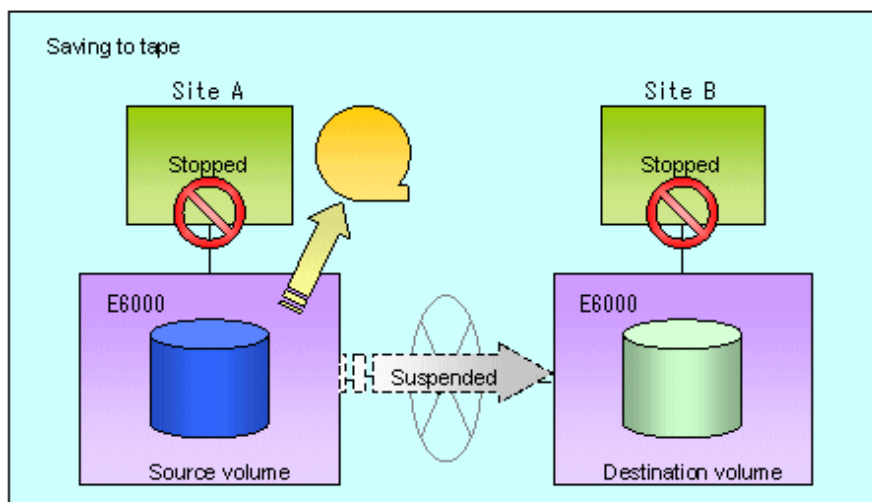 Saving to tape
Site A
Site B
Stopped
Stopped
E6000
E6000
Suspended
Source volume
Destination volume